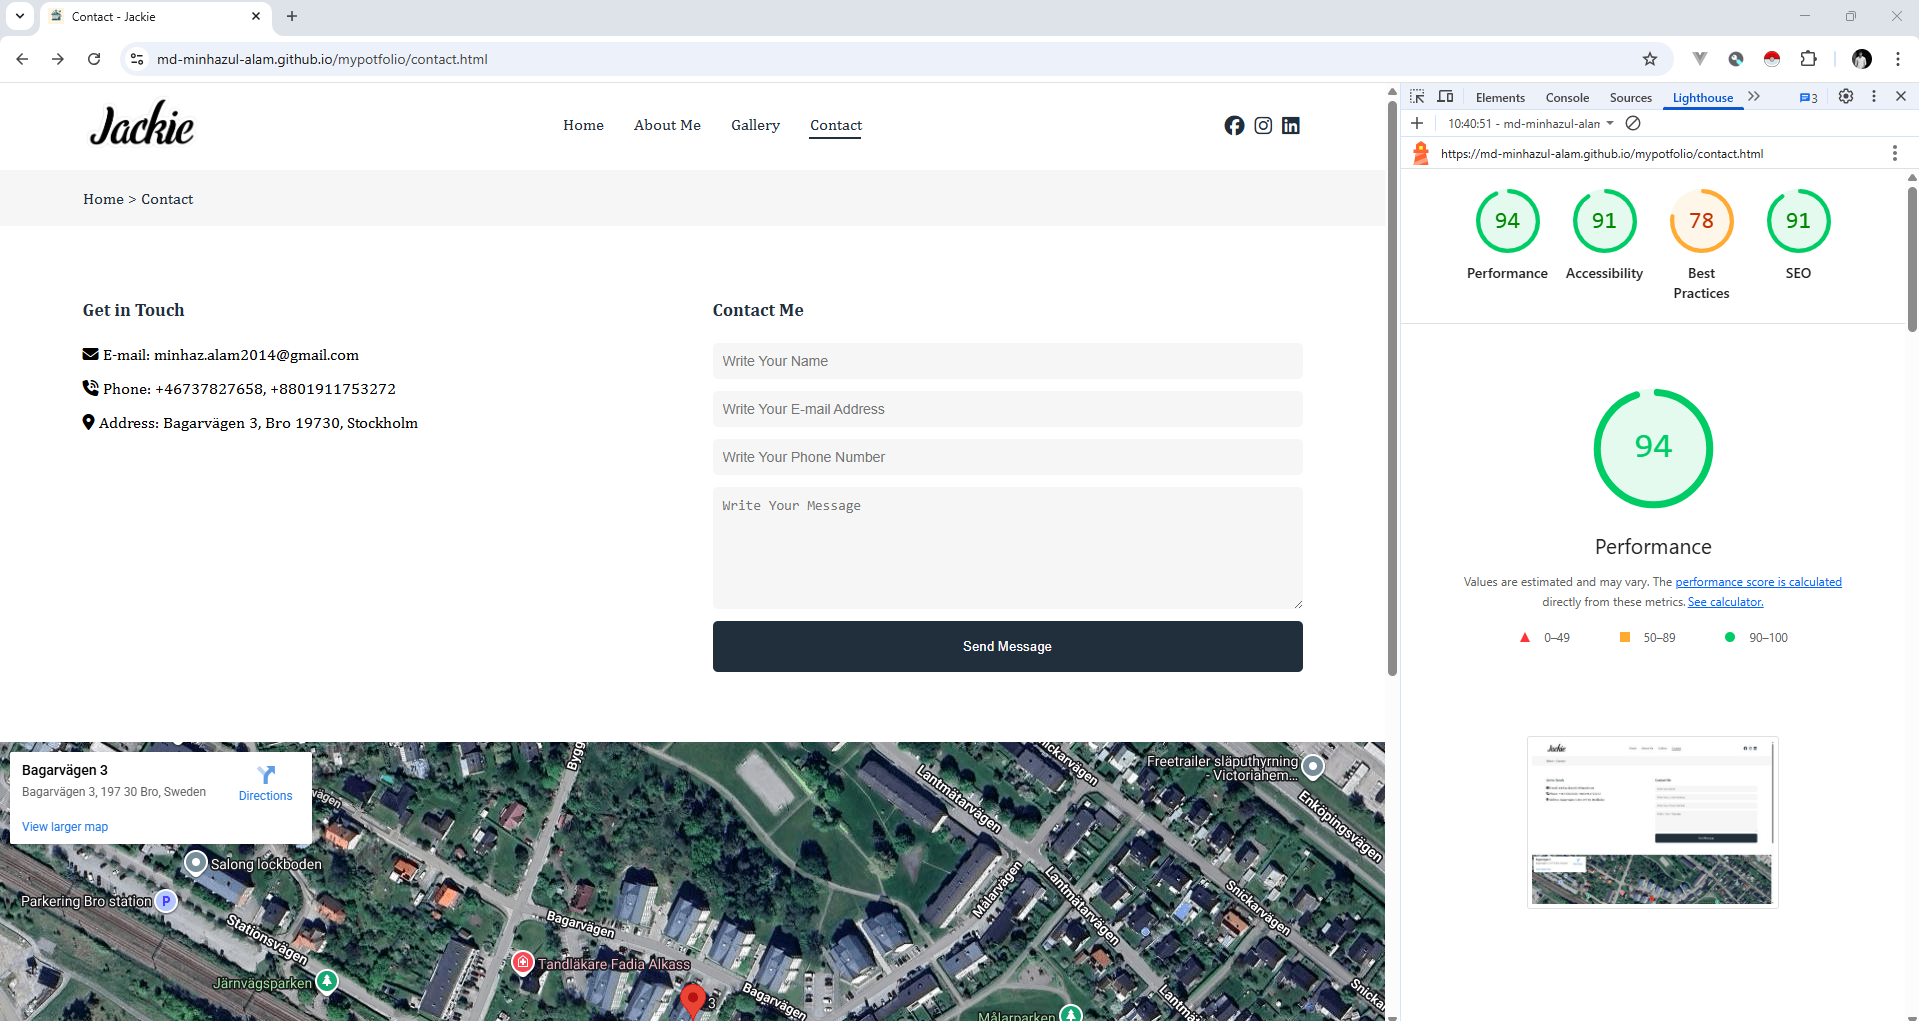 Contact - Jackie
md-minhazul-alam.github.io/mypotfolio/contact.html
Jackie
Home
About Me
Gallery
Contact
Home > Contact
Get in Touch
E-mail: minhaz.alam2014@gmail.com
Phone: +46737827658, +8801911753272
Address: Bagarvägen 3, Bro 19730, Stockholm
Contact Me
Write Your Name
Write Your E-mail Address
Write Your Phone Number
Write Your Message
Send Message
Bagarvägen 3
Bagarvägen 3, 197 30 Bro, Sweden
Directions
View larger map
Freetrailer släputhyrning
- Victoriahem...
Snickarvägen
Lantmätarvägen
Enköpingsvägen
Salong lockboden
Parkering Bro station
P
Stationsvägen
Bagarvägen
Målarvägen
Lantmätarvägen
Snickarvägen
Tandläkare Fadia Alkass
Järnvägsparken
3
Bagarvägen
Målarparken
Elements
Console
Sources
Lighthouse
3
10:40:51 - md-minhazul-alan
https://md-minhazul-alam.github.io/mypotfolio/contact.html
94
91
78
91
Performance
Accessibility
Best
Practices
SEO
94
Performance
Values are estimated and may vary. The performance score is calculated
directly from these metrics. See calculator.
0–49
50–89
90–100